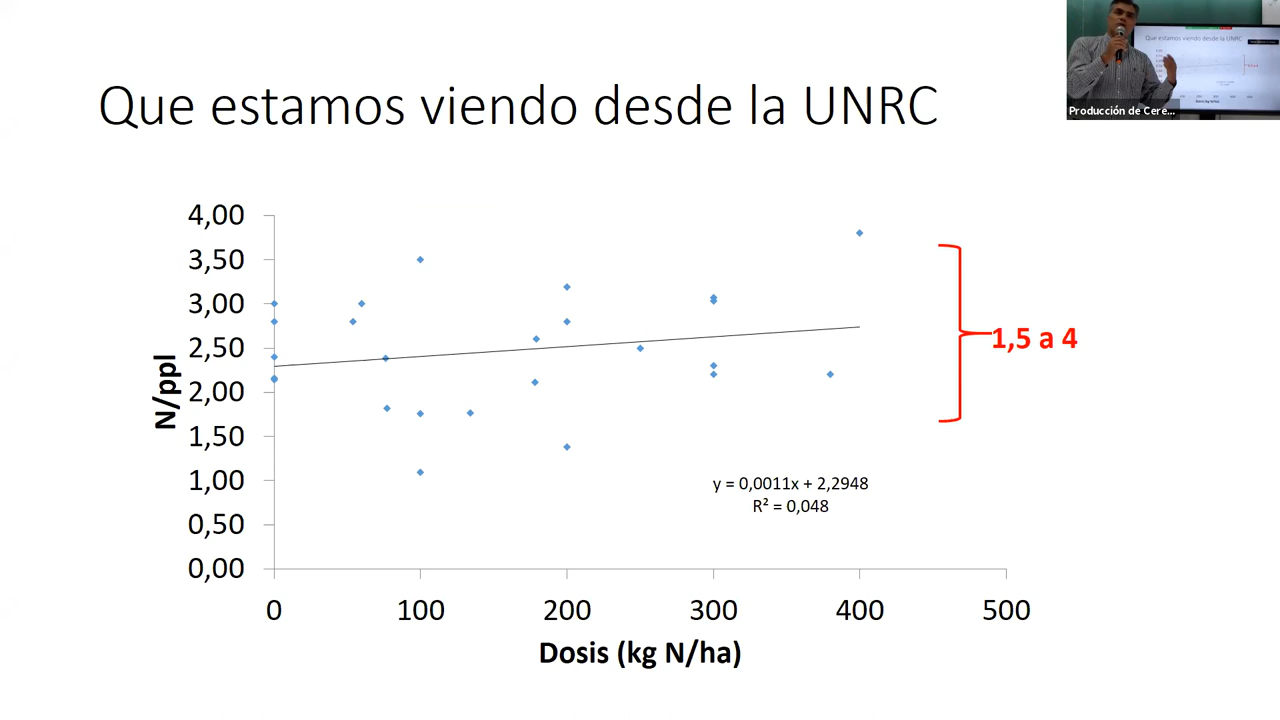 Que estamos viendo desde la UNRC
Que estamos viendo desde la UNRC
Producción de Cere...
4,00
3,50
3,00
2,50
2,00
1,50
1,00
0,50
0,00
N/ppl
1,5 a 4
y = 0,0011x + 2,2948
R² = 0,048
0 100 200 300 400 500
Dosis (kg N/ha)